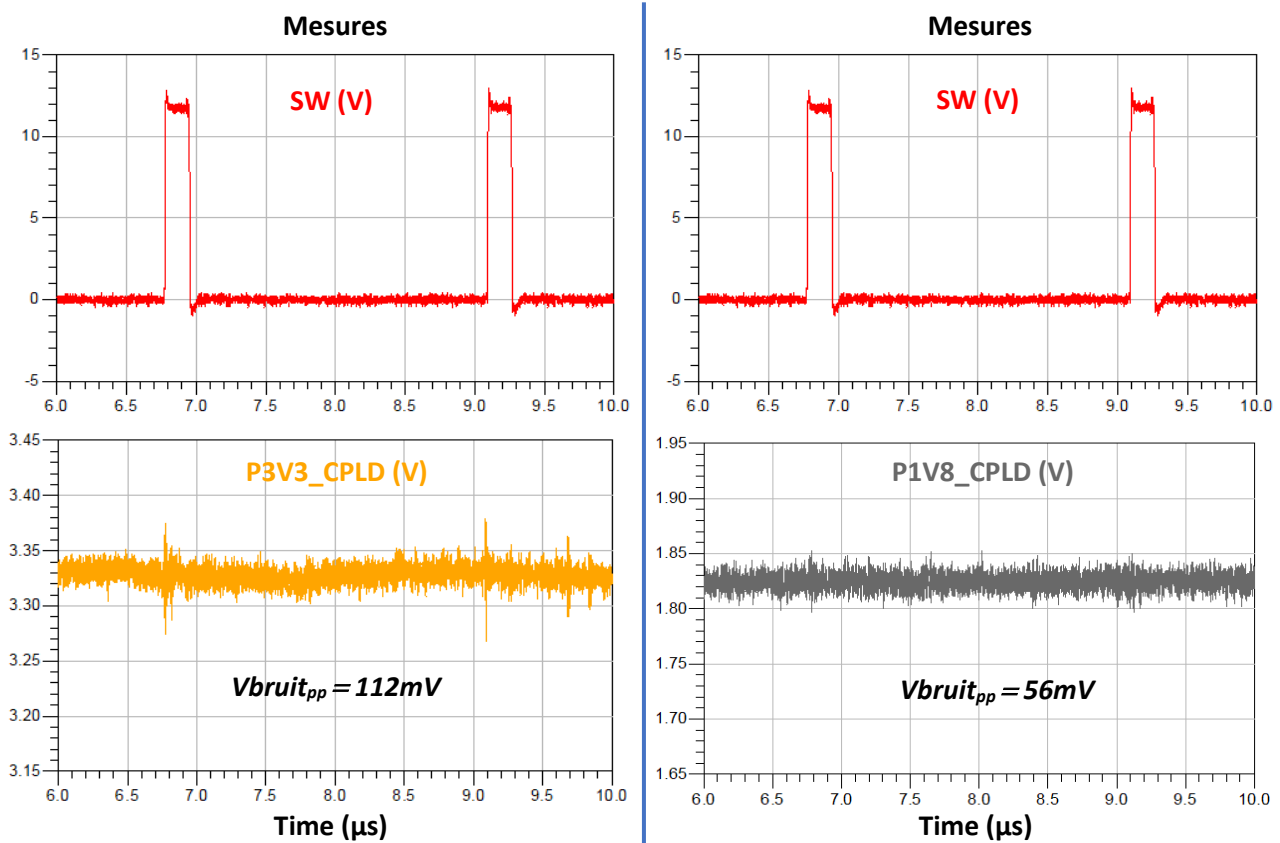 Mesures
15
10
5
0
-5
SW (V)
6.0 6.5 7.0 7.5 8.0 8.5 9.0 9.5 10.0
3.45
3.40
3.35
3.30
3.25
3.20
3.15
P3V3_CPLD (V)
Vbruitpp = 112mV
6.0 6.5 7.0 7.5 8.0 8.5 9.0 9.5 10.0
Time (µs)
Mesures
15
10
5
0
-5
SW (V)
6.0 6.5 7.0 7.5 8.0 8.5 9.0 9.5 10.0
1.95
1.90
1.85
1.80
1.75
1.70
1.65
P1V8_CPLD (V)
Vbruitpp = 56mV
6.0 6.5 7.0 7.5 8.0 8.5 9.0 9.5 10.0
Time (µs)